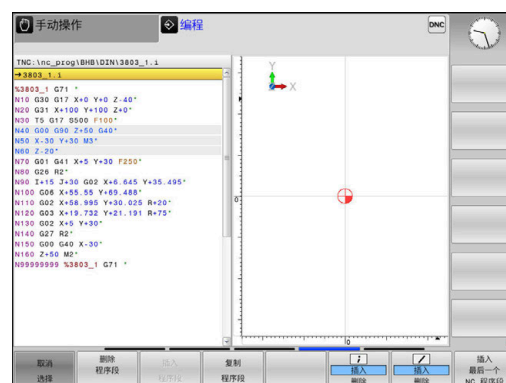 手动操作
编程
DNC
TNC:\nc_prog\BHB\DIN\3803_1.i
→3803_1.i
%3803_1 G71 *
N10 G30 G17 X+0 Y+0 Z-40*
N20 G31 X+100 Y+100 Z+0*
N30 T5 G17 S500 F100*
N40 G00 G90 Z+50 G40*
N50 X-30 Y+30 M3*
N60 Z-20*
N70 G01 G41 X+5 Y+30 F250*
N80 G26 R2*
N90 I+15 J+30 G02 X+6.645 Y+35.495*
N100 G06 X+55.55 Y+69.488*
N110 G02 X+58.995 Y+30.025 R+20*
N120 G03 X+19.732 Y+21.191 R+75*
N130 G02 X+5 Y+30*
N140 G27 R2*
N150 G00 G40 X-30*
N160 Z+50 M2*
N99999999 %3803_1 G71 *
Y
X
0
0
取消
选择
删除
程序段
插入
程序段
复制
程序段
;
插入
删除
/
插入
删除
插入
最后一个
NC 程序段